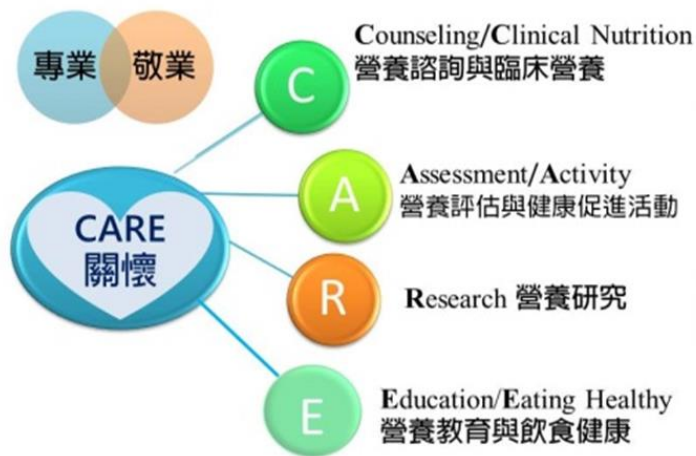 專業 敬業
C
Counseling/Clinical Nutrition
營養諮詢與臨床營養
A
Assessment/Activity
營養評估與健康促進活動
CARE
關懷
R
Research 營養研究
E
Education/Eating Healthy
營養教育與飲食健康